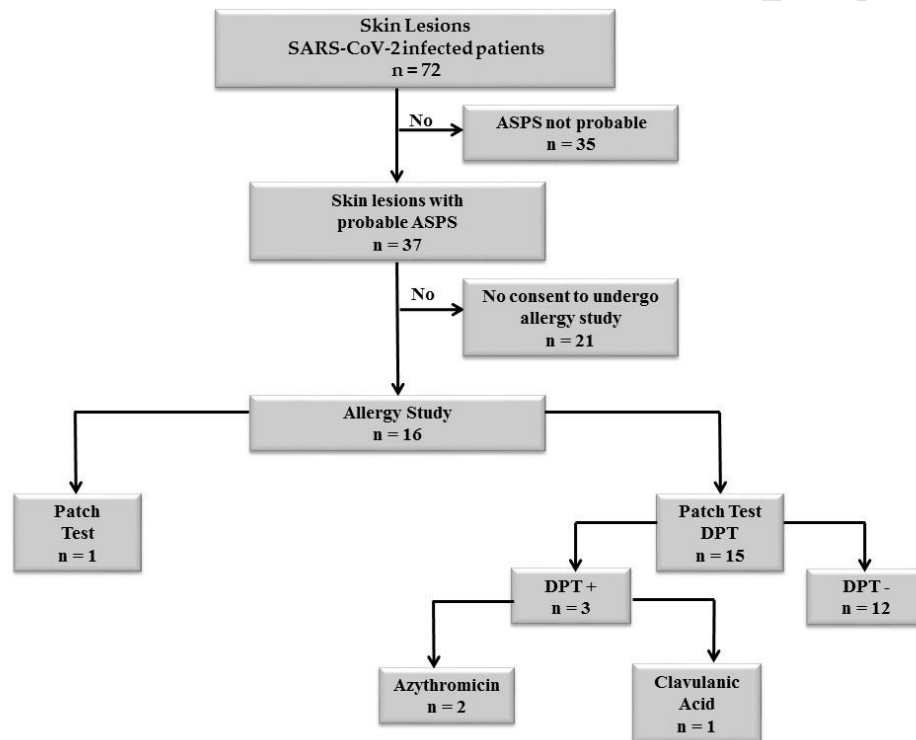 Skin Lesions
SARS-CoV-2 infected patients
n = 72
No
ASPS not probable
n = 35
Skin lesions with
probable ASPS
n = 37
No
No consent to undergo
allergy study
n = 21
Allergy Study
n = 16
Patch
Test
n = 1
Patch Test
DPT
n = 15
DPT +
n = 3
DPT -
n = 12
Azythromicin
n = 2
Clavulanic
Acid
n = 1